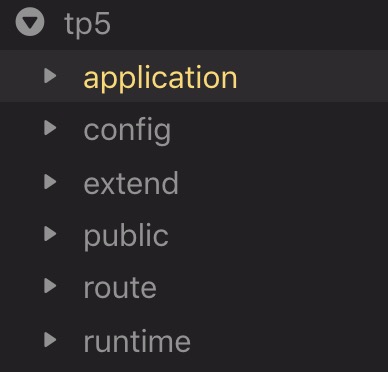 tp5
application
config
extend
public
route
runtime